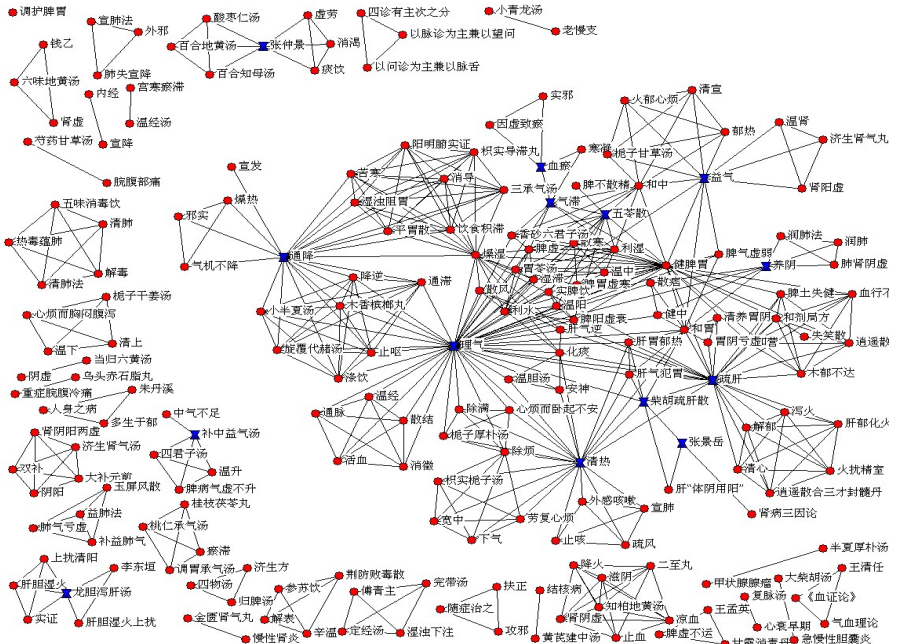 调护脾胃
宣肺法
外邪
钱乙
六味地黄汤
肺失宣降
肾虚
内经
宫寒瘀滞
温经汤
宣降
芍药甘草汤
脘腹部痛
酸枣仁汤
虚劳
百合地黄汤
张仲景
消渴
百合知母汤
痰饮
四诊有主次之分
以脉诊为主兼以望问
以问诊为主兼以脉舌
小青龙汤
老慢支
实邪
因虚致瘀
血瘀
寒凝
气滞
火郁心烦
清宣
郁热
栀子甘草汤
和中
益气
温肾
济生肾气丸
肾阳虚
脾不散精
五苓散
宣发
燥热
邪实
气机不降
通降
阳明腑实证
枳实导滞丸
苦寒
消导
三承气汤
湿浊阻胃
平胃散
饮食积滞
燥湿
香砂六君子汤
脾虚
散寒
利湿
胃苓汤
温中
湿滞
脾胃虚寒
实脾饮
健脾胃
散痞
脾气虚弱
养阴
润肺法
润肺
肺肾阴虚
散风
利水
温阳
脾阳虚衰
健中
和胃
清养胃阴
和剂局方
脾土失健
失笑散
木郁不达
肝气逆
化痰
肝胃郁热
肝气犯胃
疏肝
温胆汤
安神
柴胡疏肝散
张景岳
肝“体阴用阳”
肾病三因论
泻火
解郁
清心
火扰精室
逍遥散合三才封髓丹
五味消毒饮
清肺
热毒蕴肺
解毒
清肺法
栀子干姜汤
心烦而胸闷腹泻
清上
温下
当归六黄汤
阴虚
乌头赤石脂丸
重症脘腹冷痛
朱丹溪
人身之病
多生于郁
降逆
通滞
小半夏汤
木香槟榔丸
旋覆代赭汤
止呕
涤饮
理气
温经
通脉
散结
活血
消癥
除满
心烦而卧起不安
栀子厚朴汤
除烦
清热
枳实栀子汤
宽中
劳复心烦
下气
外感咳嗽
宣肺
止咳
疏风
中气不足
补中益气汤
四君子汤
温升
脾病气虚不升
肾阴阳两虚
济生肾气汤
双补
大补元煎
阴阳
玉屏风散
益肺法
肺气亏虚
补益肺气
桂枝茯苓丸
桃仁承气汤
瘀滞
调胃承气汤
上扰清阳
李东垣
肝胆湿火
龙胆泻肝汤
实证
肝胆湿火上扰
济生方
四物汤
归脾汤
金匮肾气丸
慢性肾炎
参苏饮
荆防败毒散
解表
辛温
傅青主
完带汤
定经汤
湿浊下注
扶正
随症治之
攻邪
结核病
黄芪建中汤
降火
二至丸
滋阴
知柏地黄汤
肾阴虚
凉血
止血
脾虚不运
半夏厚朴汤
甲状腺腺瘤
大柴胡汤
王清任
复脉汤
《血证论》
王孟英
心衰早期
气血理论
急慢性胆囊炎